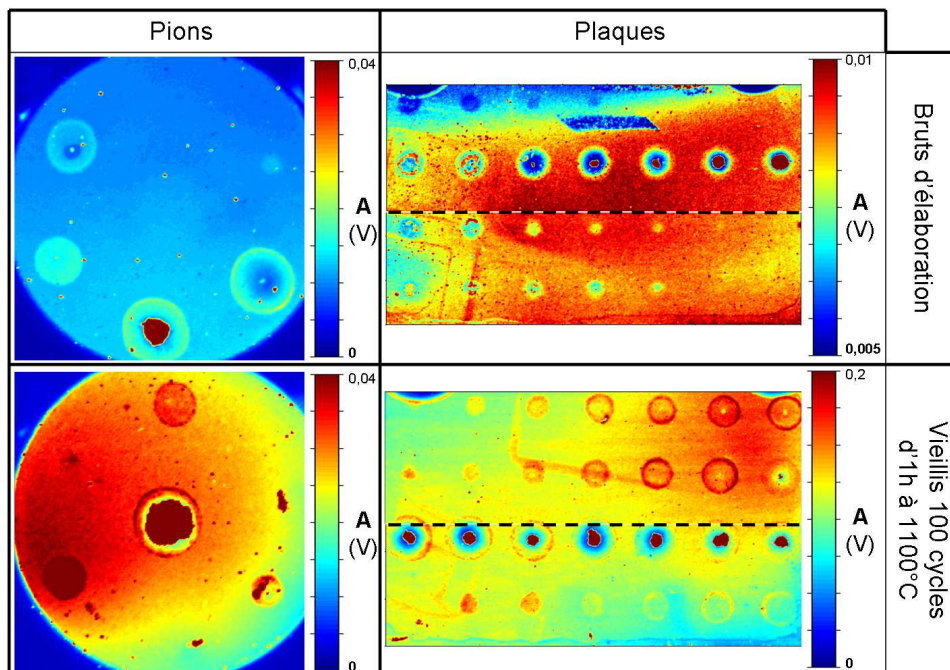 Pions
Plaques
0,04
A
(V)
0
0,01
A
(V)
0,005
Bruts d'élaboration
0,04
A
(V)
0
0,2
A
(V)
0
Vieillis 100 cycles
d'1h à 1100°C